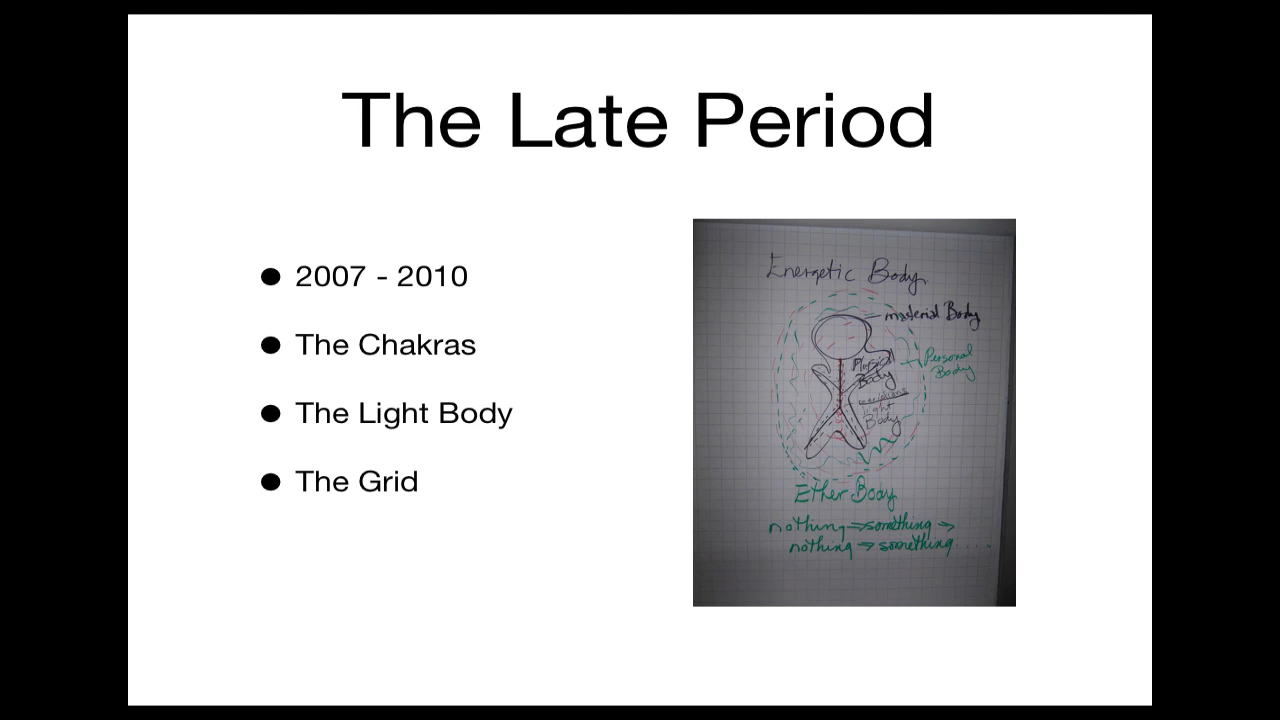 The Late Period
2007 - 2010
The Chakras
The Light Body
The Grid
Energetic Body
material Body
Physical
Body
Personal
Body
meridians
light
Body
Ether Body
nothing ⇒ something ⇒
nothing ⇒ something ....